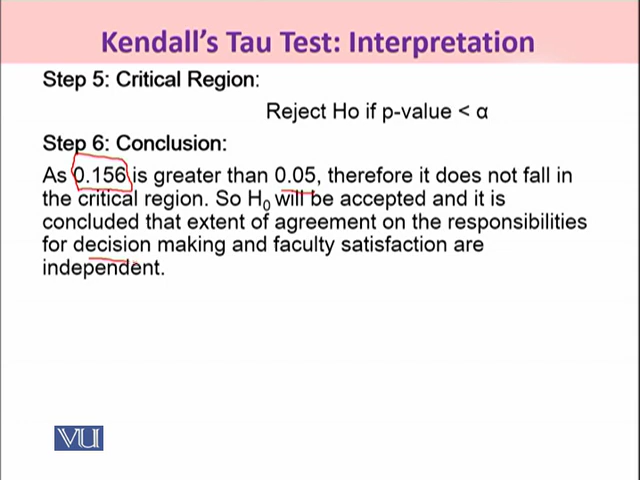 Kendall's Tau Test: Interpretation
Step 5: Critical Region:
Reject Ho if p-value < α
Step 6: Conclusion:
As 0.156 is greater than 0.05, therefore it does not fall in
the critical region. So H₀ will be accepted and it is
concluded that extent of agreement on the responsibilities
for decision making and faculty satisfaction are
independent.
VU